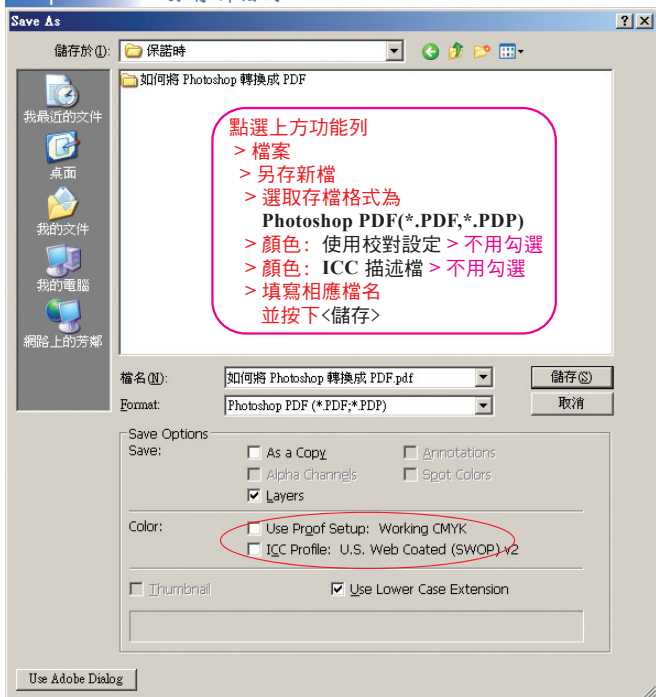 Save As
儲存於(I):
保諾時
如何將 Photoshop 轉換成 PDF
我最近的文件
桌面
我的文件
我的電腦
網路上的芳鄰
點選上方功能列
> 檔案
> 另存新檔
> 選取存檔格式為
Photoshop PDF(*.PDF,*.PDP)
> 顏色: 使用校對設定 > 不用勾選
> 顏色: ICC 描述檔 > 不用勾選
> 填寫相應檔名
並按下<儲存>
檔名(N):
如何將 Photoshop 轉換成 PDF.pdf
儲存(S)
Format:
Photoshop PDF (*.PDF;*.PDP)
取消
Save Options
Save:
As a Copy
Annotations
Alpha Channels
Spot Colors
Layers
Color:
Use Proof Setup: Working CMYK
ICC Profile: U.S. Web Coated (SWOP) v2
Thumbnail
Use Lower Case Extension
Use Adobe Dialog